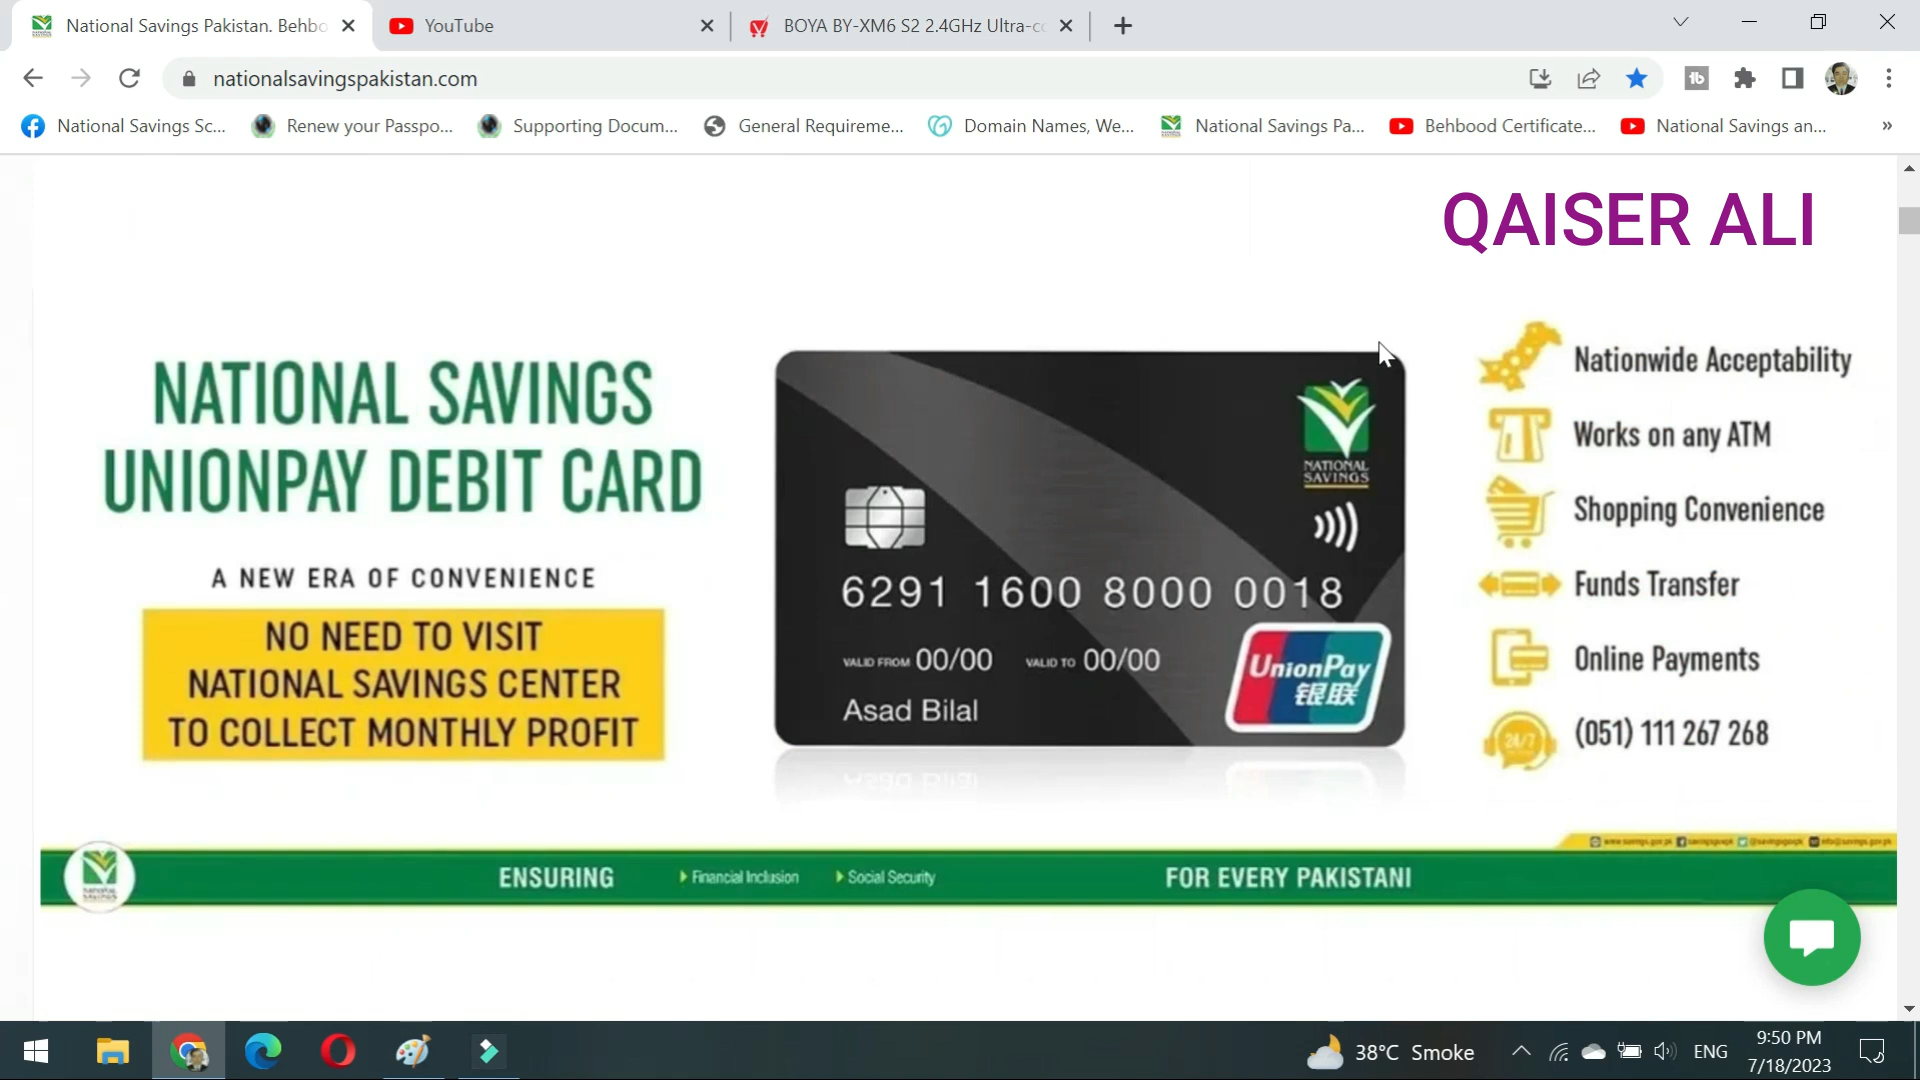 National Savings Pakistan. Behbo
YouTube
BOYA BY-XM6 S2 2.4GHz Ultra-co
nationalsavingspakistan.com
National Savings Sc...
Renew your Passpo...
Supporting Docum...
General Requireme...
Domain Names, We...
National Savings Pa...
Behbood Certificate...
National Savings an...
»
QAISER ALI
NATIONAL SAVINGS
UNIONPAY DEBIT CARD
A NEW ERA OF CONVENIENCE
NO NEED TO VISIT
NATIONAL SAVINGS CENTER
TO COLLECT MONTHLY PROFIT
NATIONAL
SAVINGS
6291 1600 8000 0018
VALID FROM 00/00 VALID TO 00/00
Asad Bilal
UnionPay
银联
Nationwide Acceptability
Works on any ATM
Shopping Convenience
Funds Transfer
Online Payments
24/7
(051) 111 267 268
ENSURING
Financial Inclusion
Social Security
FOR EVERY PAKISTANI
38°C Smoke
ENG
9:50 PM
7/18/2023